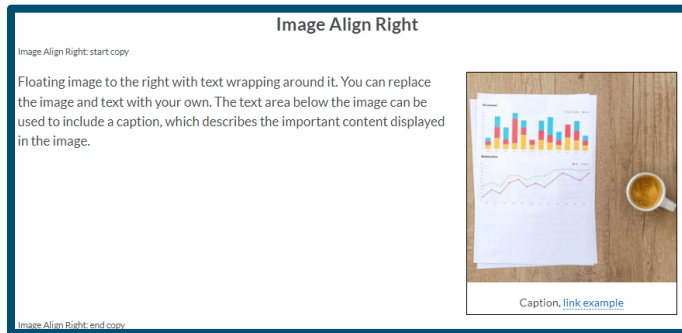 Image Align Right
Image Align Right: start copy
Floating image to the right with text wrapping around it. You can replace
the image and text with your own. The text area below the image can be
used to include a caption, which describes the important content displayed
in the image.
Caption, link example
Image Align Right: end copy